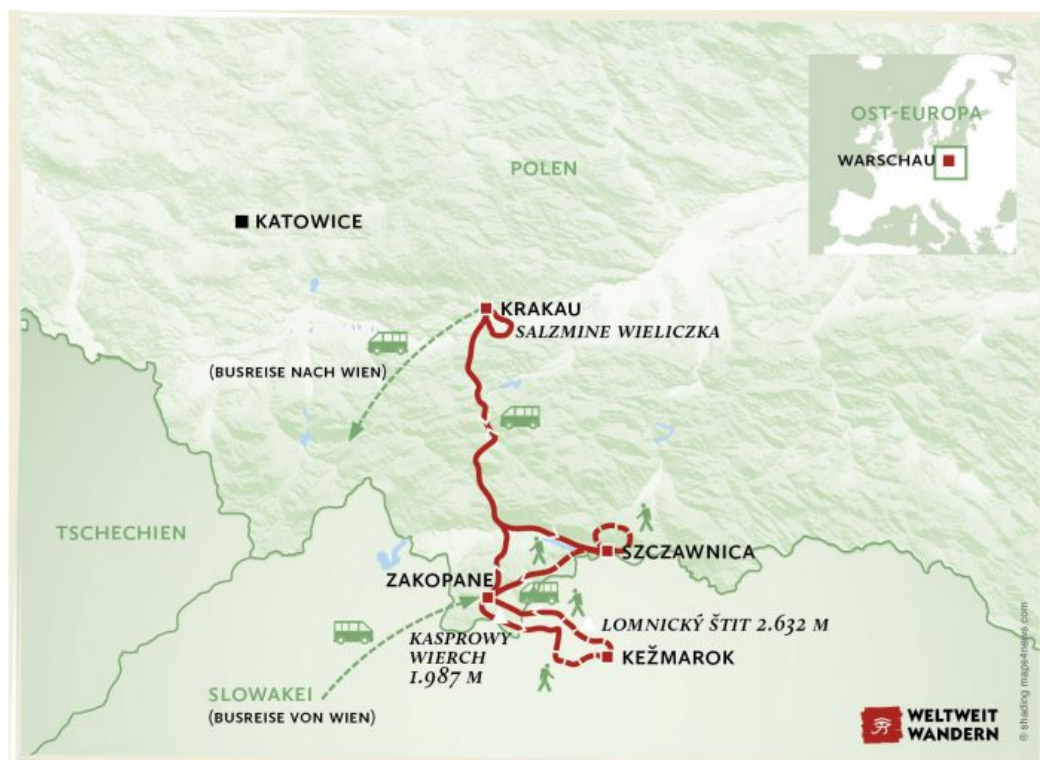 OST-EUROPA
WARSCHAU
POLEN
KATOWICE
KRAKAU
SALZMINE WIELICZKA
(BUSREISE NACH WIEN)
TSCHECHIEN
SZCZAWNICA
ZAKOPANE
LOMNICKÝ ŠTIT 2.632 M
KASPROWY
WIERCH
1.987 M
KEŽMAROK
SLOWAKEI
(BUSREISE VON WIEN)
WELTWEIT
WANDERN
© shading maps4news.com